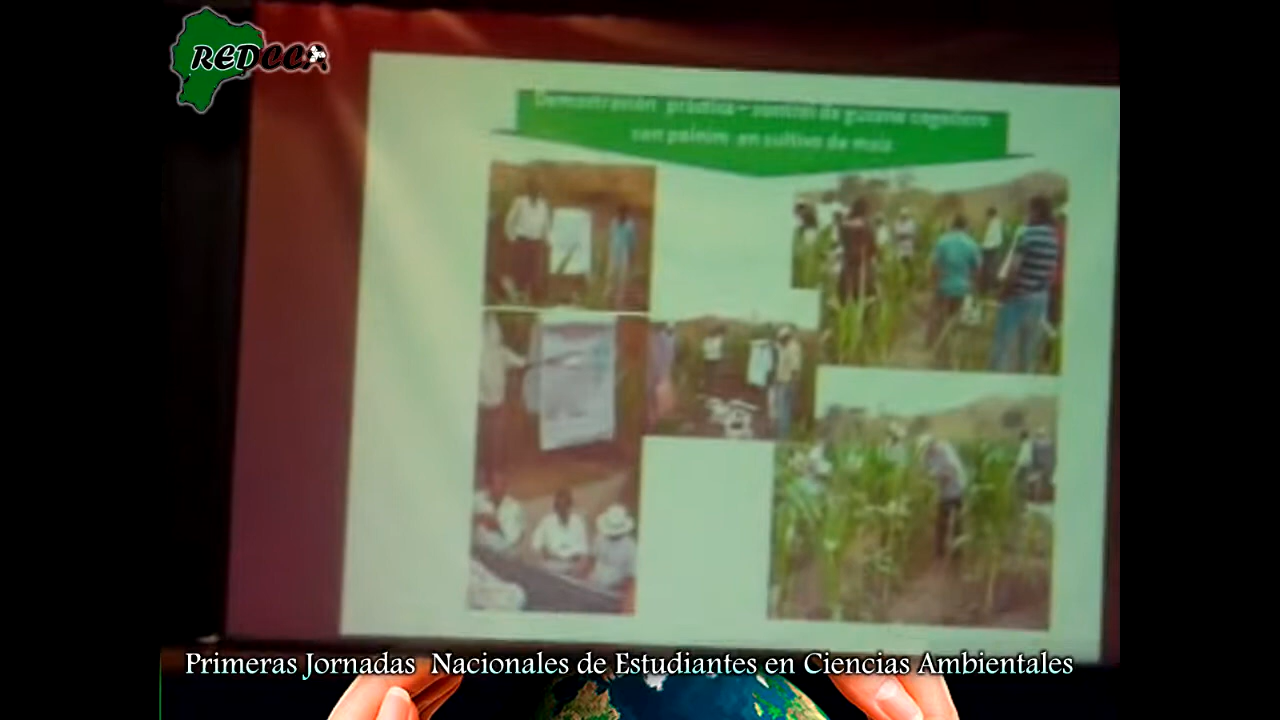 REDCCA
Demostración práctica – control de gusano cogollero
con neem en cultivo de maíz
Primeras Jornadas Nacionales de Estudiantes en Ciencias Ambientales